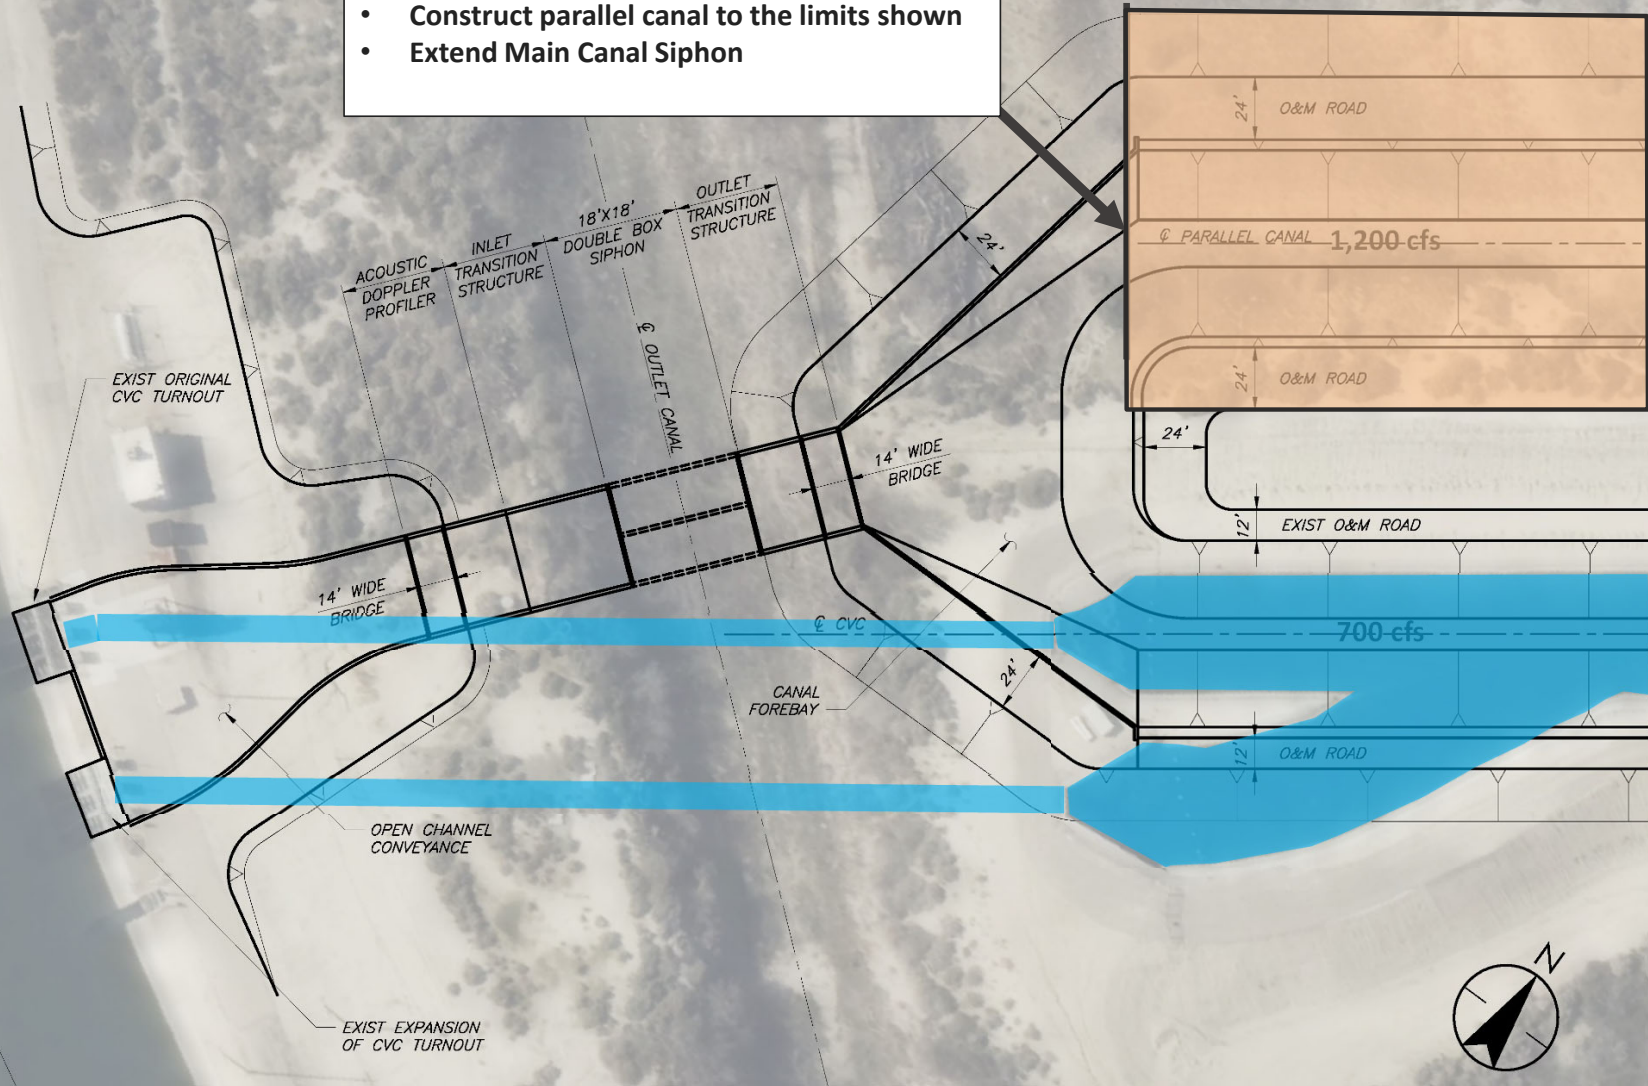 • Construct parallel canal to the limits shown
• Extend Main Canal Siphon
24'
O&M ROAD
℄ PARALLEL CANAL 1,200 cfs
24'
O&M ROAD
OUTLET
TRANSITION
STRUCTURE
18'X18'
DOUBLE BOX
SIPHON
INLET
TRANSITION
STRUCTURE
ACOUSTIC
DOPPLER
PROFILER
24'
℄ OUTLET CANAL
EXIST ORIGINAL
CVC TURNOUT
14' WIDE
BRIDGE
24'
12'
EXIST O&M ROAD
14' WIDE
BRIDGE
℄ CVC
700 cfs
24'
CANAL
FOREBAY
12'
O&M ROAD
OPEN CHANNEL
CONVEYANCE
N
EXIST EXPANSION
OF CVC TURNOUT